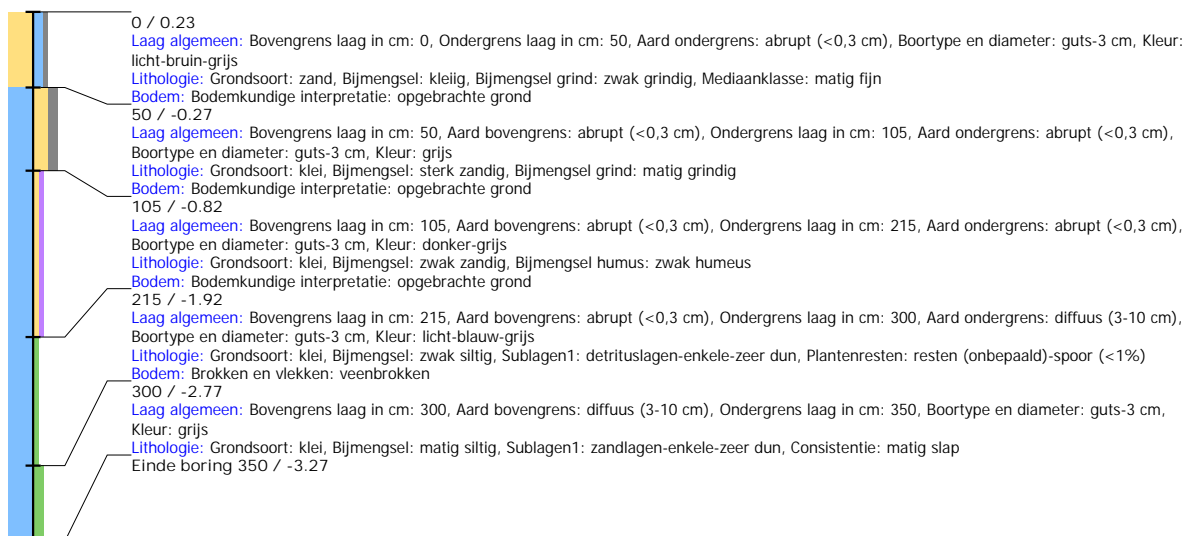 0 / 0.23
Laag algemeen: Bovengrens laag in cm: 0, Ondergrens laag in cm: 50, Aard ondergrens: abrupt (<0,3 cm), Boortype en diameter: guts-3 cm, Kleur:
licht-bruin-grijs
Lithologie: Grondsoort: zand, Bijmengsel: kleiig, Bijmengsel grind: zwak grindig, Mediaanklasse: matig fijn
Bodem: Bodemkundige interpretatie: opgebrachte grond
50 / -0.27
Laag algemeen: Bovengrens laag in cm: 50, Aard bovengrens: abrupt (<0,3 cm), Ondergrens laag in cm: 105, Aard ondergrens: abrupt (<0,3 cm),
Boortype en diameter: guts-3 cm, Kleur: grijs
Lithologie: Grondsoort: klei, Bijmengsel: sterk zandig, Bijmengsel grind: matig grindig
Bodem: Bodemkundige interpretatie: opgebrachte grond
105 / -0.82
Laag algemeen: Bovengrens laag in cm: 105, Aard bovengrens: abrupt (<0,3 cm), Ondergrens laag in cm: 215, Aard ondergrens: abrupt (<0,3 cm),
Boortype en diameter: guts-3 cm, Kleur: donker-grijs
Lithologie: Grondsoort: klei, Bijmengsel: zwak zandig, Bijmengsel humus: zwak humeus
Bodem: Bodemkundige interpretatie: opgebrachte grond
215 / -1.92
Laag algemeen: Bovengrens laag in cm: 215, Aard bovengrens: abrupt (<0,3 cm), Ondergrens laag in cm: 300, Aard ondergrens: diffuus (3-10 cm),
Boortype en diameter: guts-3 cm, Kleur: licht-blauw-grijs
Lithologie: Grondsoort: klei, Bijmengsel: zwak siltig, Sublagen1: detrituslagen-enkele-zeer dun, Plantenresten: resten (onbepaald)-spoor (<1%)
Bodem: Brokken en vlekken: veenbrokken
300 / -2.77
Laag algemeen: Bovengrens laag in cm: 300, Aard bovengrens: diffuus (3-10 cm), Ondergrens laag in cm: 350, Boortype en diameter: guts-3 cm,
Kleur: grijs
Lithologie: Grondsoort: klei, Bijmengsel: matig siltig, Sublagen1: zandlagen-enkele-zeer dun, Consistentie: matig slap
Einde boring 350 / -3.27